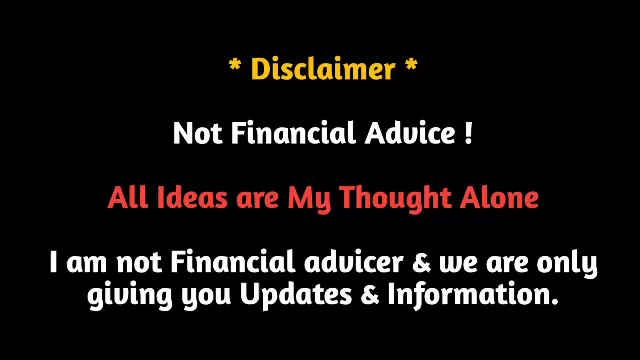 * Disclaimer *
Not Financial Advice !
All Ideas are My Thought Alone
I am not Financial advicer & we are only
giving you Updates & Information.